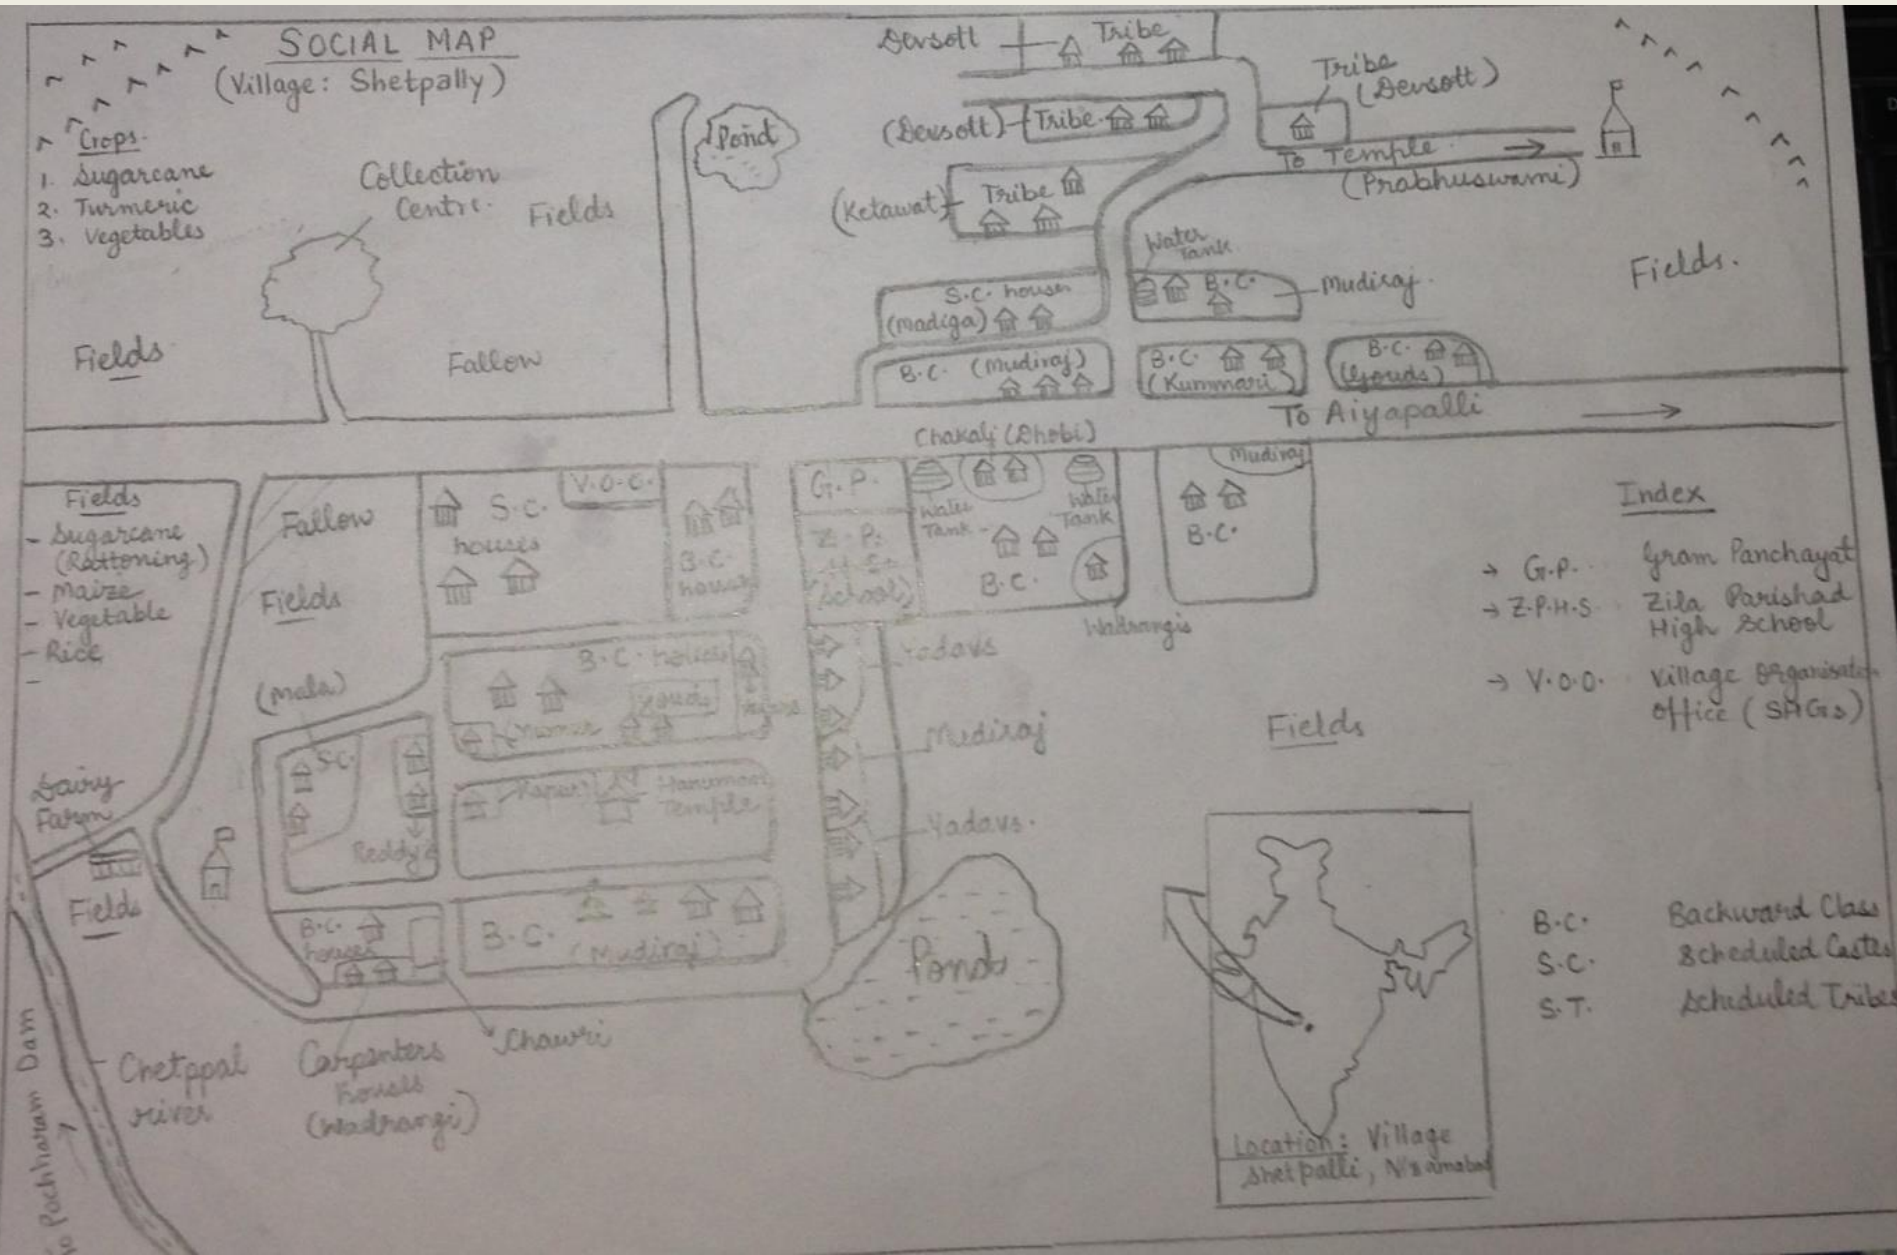 SOCIAL MAP
(Village: Shetpally)
Crops
1. Sugarcane
2. Turmeric
3. Vegetables
Collection
Centre.
Fields
Pond
Fields
Fallow
Devsott
Tribe
Tribe
(Devsott)
(Devsott)
Tribe
To Temple
(Prabhuswami)
(Ketawat)
Tribe
Water
Tank
S.C. houses
(Madiga)
B.C.
Mudiraj.
Fields.
B.C. (Mudiraj)
B.C.
(Kummari)
B.C.
(Gouds)
To Aiyapalli
Chakali (Dhobi)
Fields
- Sugarcane
(Rattoning)
- Maize
- Vegetable
- Rice
-
Fallow
Fields
S.C.
houses
V.O.O.
B.C.
houses
G.P.
Z.P.
H.S.
(School)
Water
Tank
Water
Tank
B.C.
Wadrangis
Mudiraj
B.C.
Index
→ G.P. Gram Panchayat
→ Z.P.H.S. Zila Parishad
High School
→ V.O.O. Village Organisation
Office (SHGs)
(Mala)
S.C.
Reddy's
B.C. houses
Gouds
Hanuman
Temple
Yadavs
Mudiraj
Yadavs.
Fields
Dairy
Farm
Fields
B.C.
houses
B.C.
(Mudiraj)
Pond
Chawri
Carpenters
houses
(Wadrangi)
Chetppal
river
To Pochharam Dam
Location: Village
Shetpalli, Nizamabad
B.C. Backward Class
S.C. Scheduled Castes
S.T. Scheduled Tribes